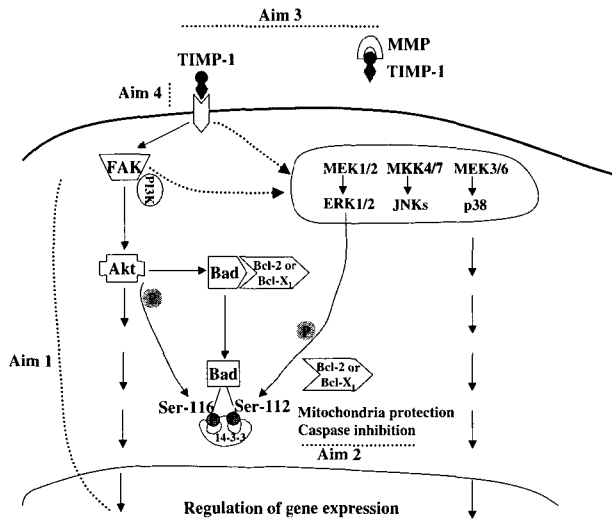 Aim 3
MMP
TIMP-1
TIMP-1
Aim 4
FAK
PI3K
MEK1/2 MKK4/7 MEK3/6
ERK1/2 JNKs p38
Akt
Bad
Bcl-2 or
Bcl-X1
P
P
Aim 1
Bad
Bcl-2 or
Bcl-X1
Ser-116 Ser-112
14-3-3
Mitochondria protection
Caspase inhibition
Aim 2
Regulation of gene expression